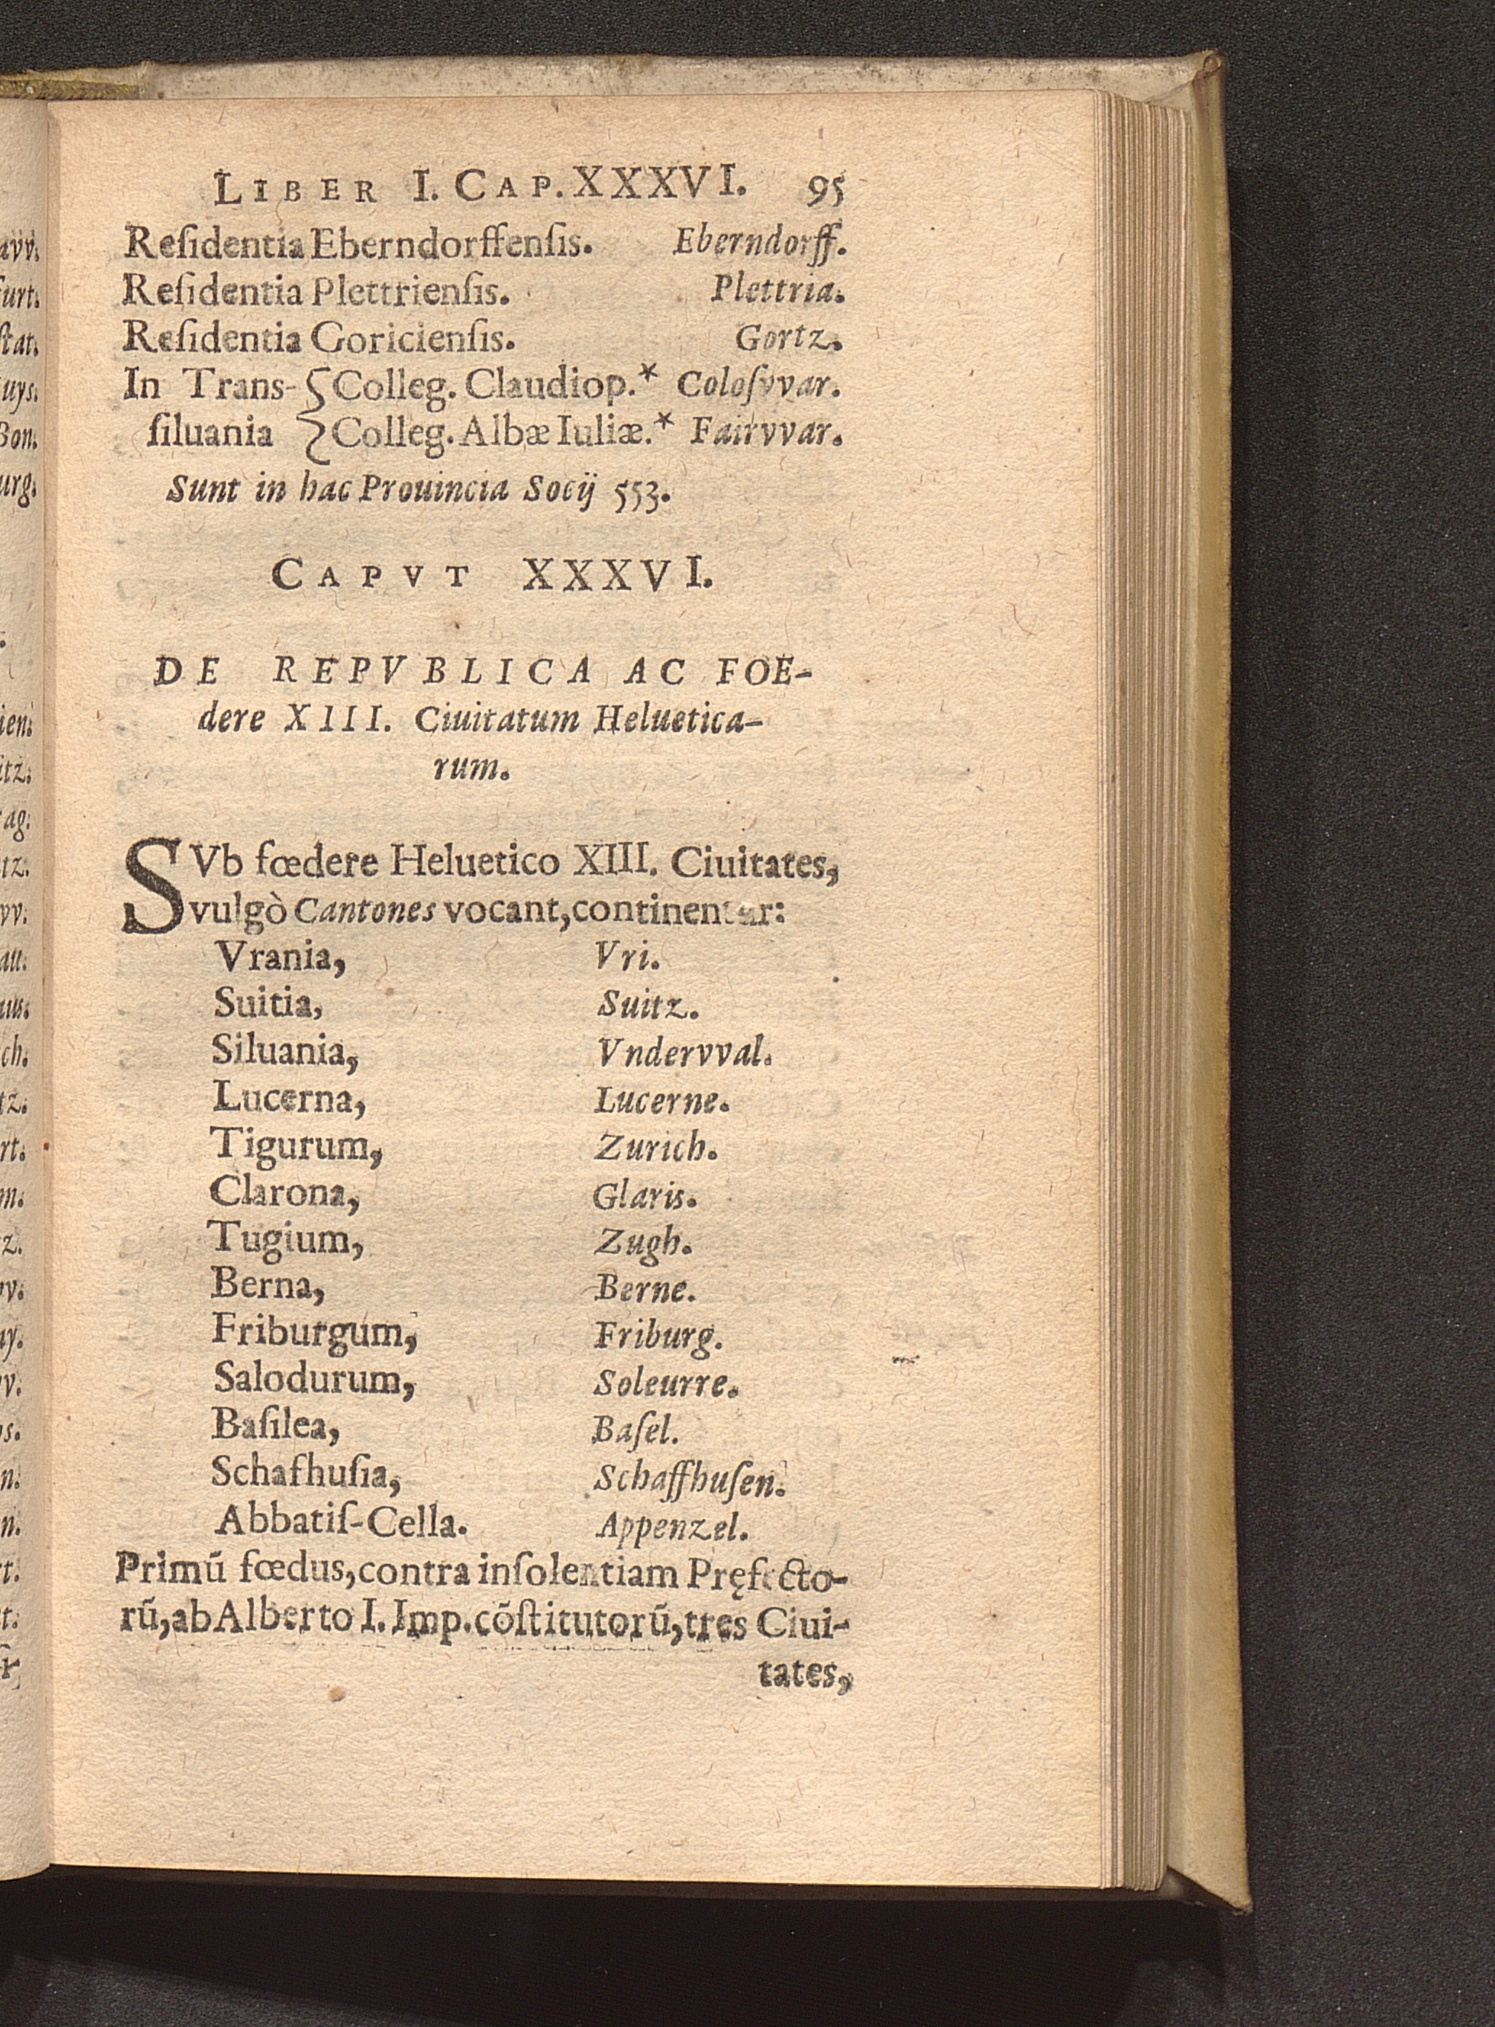 LIBER I. CAP. XXXVI. 95
Reſidentia Eberndorffenſis. Eberndorff.
Reſidentia Plettrienſis. Plettria.
Reſidentia Goricienſis. Gortz.
In Trans- { Colleg. Claudiop.* Coloſvvar.
ſiluania { Colleg. Albæ Iuliæ.* Fairvvar.
Sunt in hac Prouincia Socij 553.
CAPVT XXXVI.
DE REPVBLICA AC FOE-
dere XIII. Ciuitatum Heluetica-
rum.
SVb fœdere Heluetico XIII. Ciuitates,
vulgò Cantones vocant, continentur:
Vrania, Vri.
Suitia, Suitz.
Siluania, Vndervval.
Lucerna, Lucerne.
Tigurum, Zurich.
Clarona, Glaris.
Tugium, Zugh.
Berna, Berne.
Friburgum, Friburg.
Salodurum, Soleurre.
Baſilea, Baſel.
Schafhuſia, Schaffhuſen.
Abbatiſ-Cella. Appenzel.
Primū fœdus, contra inſolentiam Pręfecto-
rū, ab Alberto I. Imp. cōſtitutorū, tres Ciui-
tates,